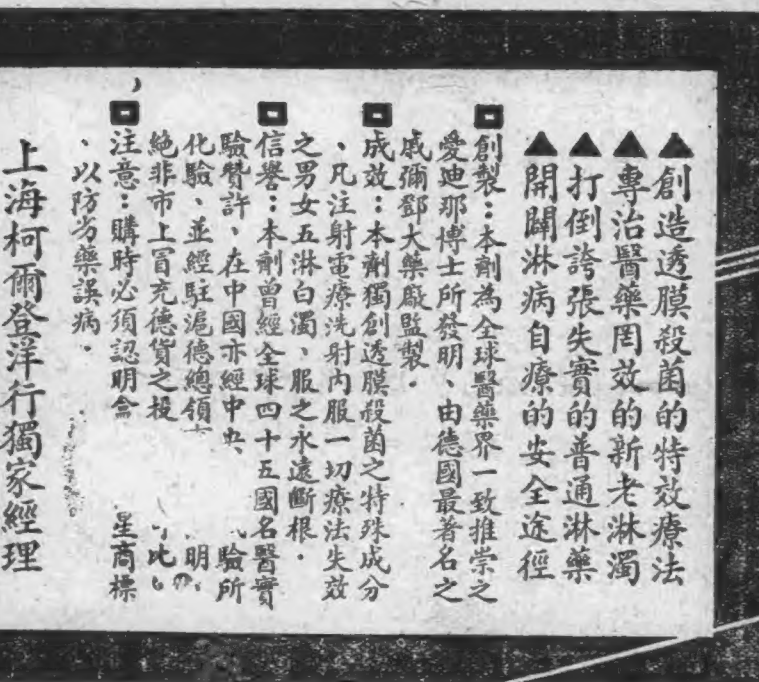 ▲創造透膜殺菌的特效療法
▲專治醫藥罔效的新老淋濁
▲打倒誇張失實的普通淋藥
▲開闢淋病自療的安全途徑
創製：本劑為全球醫藥界一致推崇之
愛迪那博士所發明、由德國最著名之
戚彌鄧大藥廠監製．
成效：本劑獨創透膜殺菌之特殊成分
、凡注射電療洗射內服一切療法失效
之男女五淋白濁、服之永遠斷根．
信譽：本劑曾經全球四十五國名醫實
驗贊許、在中國亦經中央 驗所
化驗、並經駐滬德總領 明、
絕非市上冒充德貨之 比
注意：購時必須認明盒 星商標
、以防劣藥誤病．
上海柯爾登洋行獨家經理